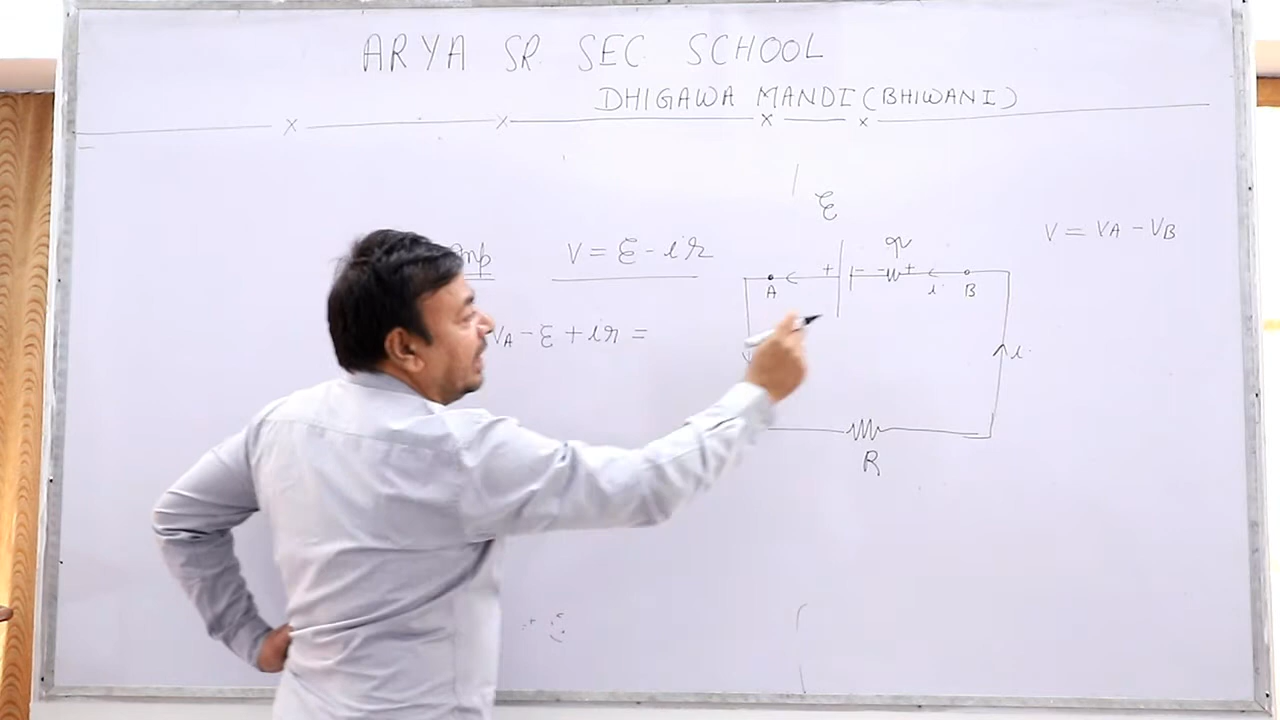 ARYA SR. SEC. SCHOOL
DHIGAWA MANDI (BHIWANI)
V = ε - ir
VA - ε + ir =
ε
r
+ - - +
A
i
B
i
R
V = VA - VB